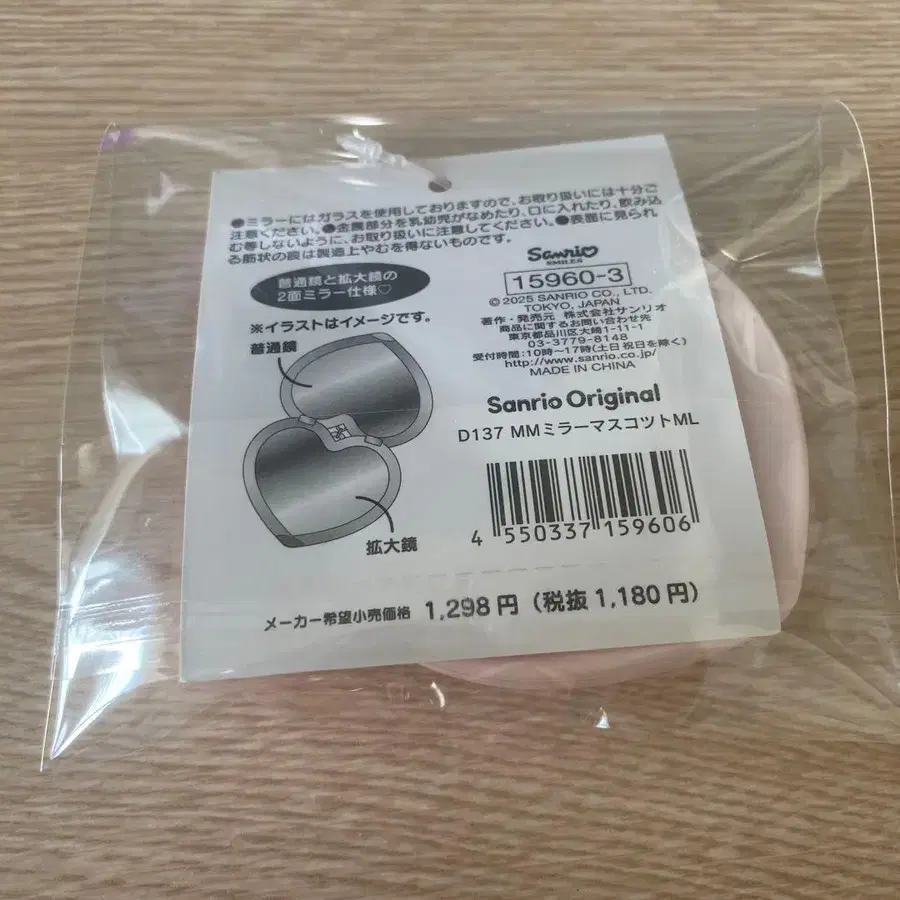 ●ミラーにはガラスを使用しておりますので、お取り扱いには十分ご
注意ください。●金属部分を乳幼児がなめたり、口に入れたり、飲み込
む等しないように、お取り扱いに注意してください。●表面に見られ
る筋状の痕は製造上やむを得ないものです。
普通鏡と拡大鏡の
2面ミラー仕様♡
※イラストはイメージです。
普通鏡
拡大鏡
Sanrio
SMILES
15960-3
©2025 SANRIO CO., LTD.
TOKYO, JAPAN
著作・発売元 株式会社サンリオ
商品に関するお問い合わせ先
東京都品川区大崎1-11-1
03-3779-8148
受付時間:10時〜17時(土日祝日を除く)
http://www.sanrio.co.jp/
MADE IN CHINA
Sanrio Original
D137 MMミラーマスコットML
4 550337 159606
メーカー希望小売価格 1,298円(税抜1,180円)